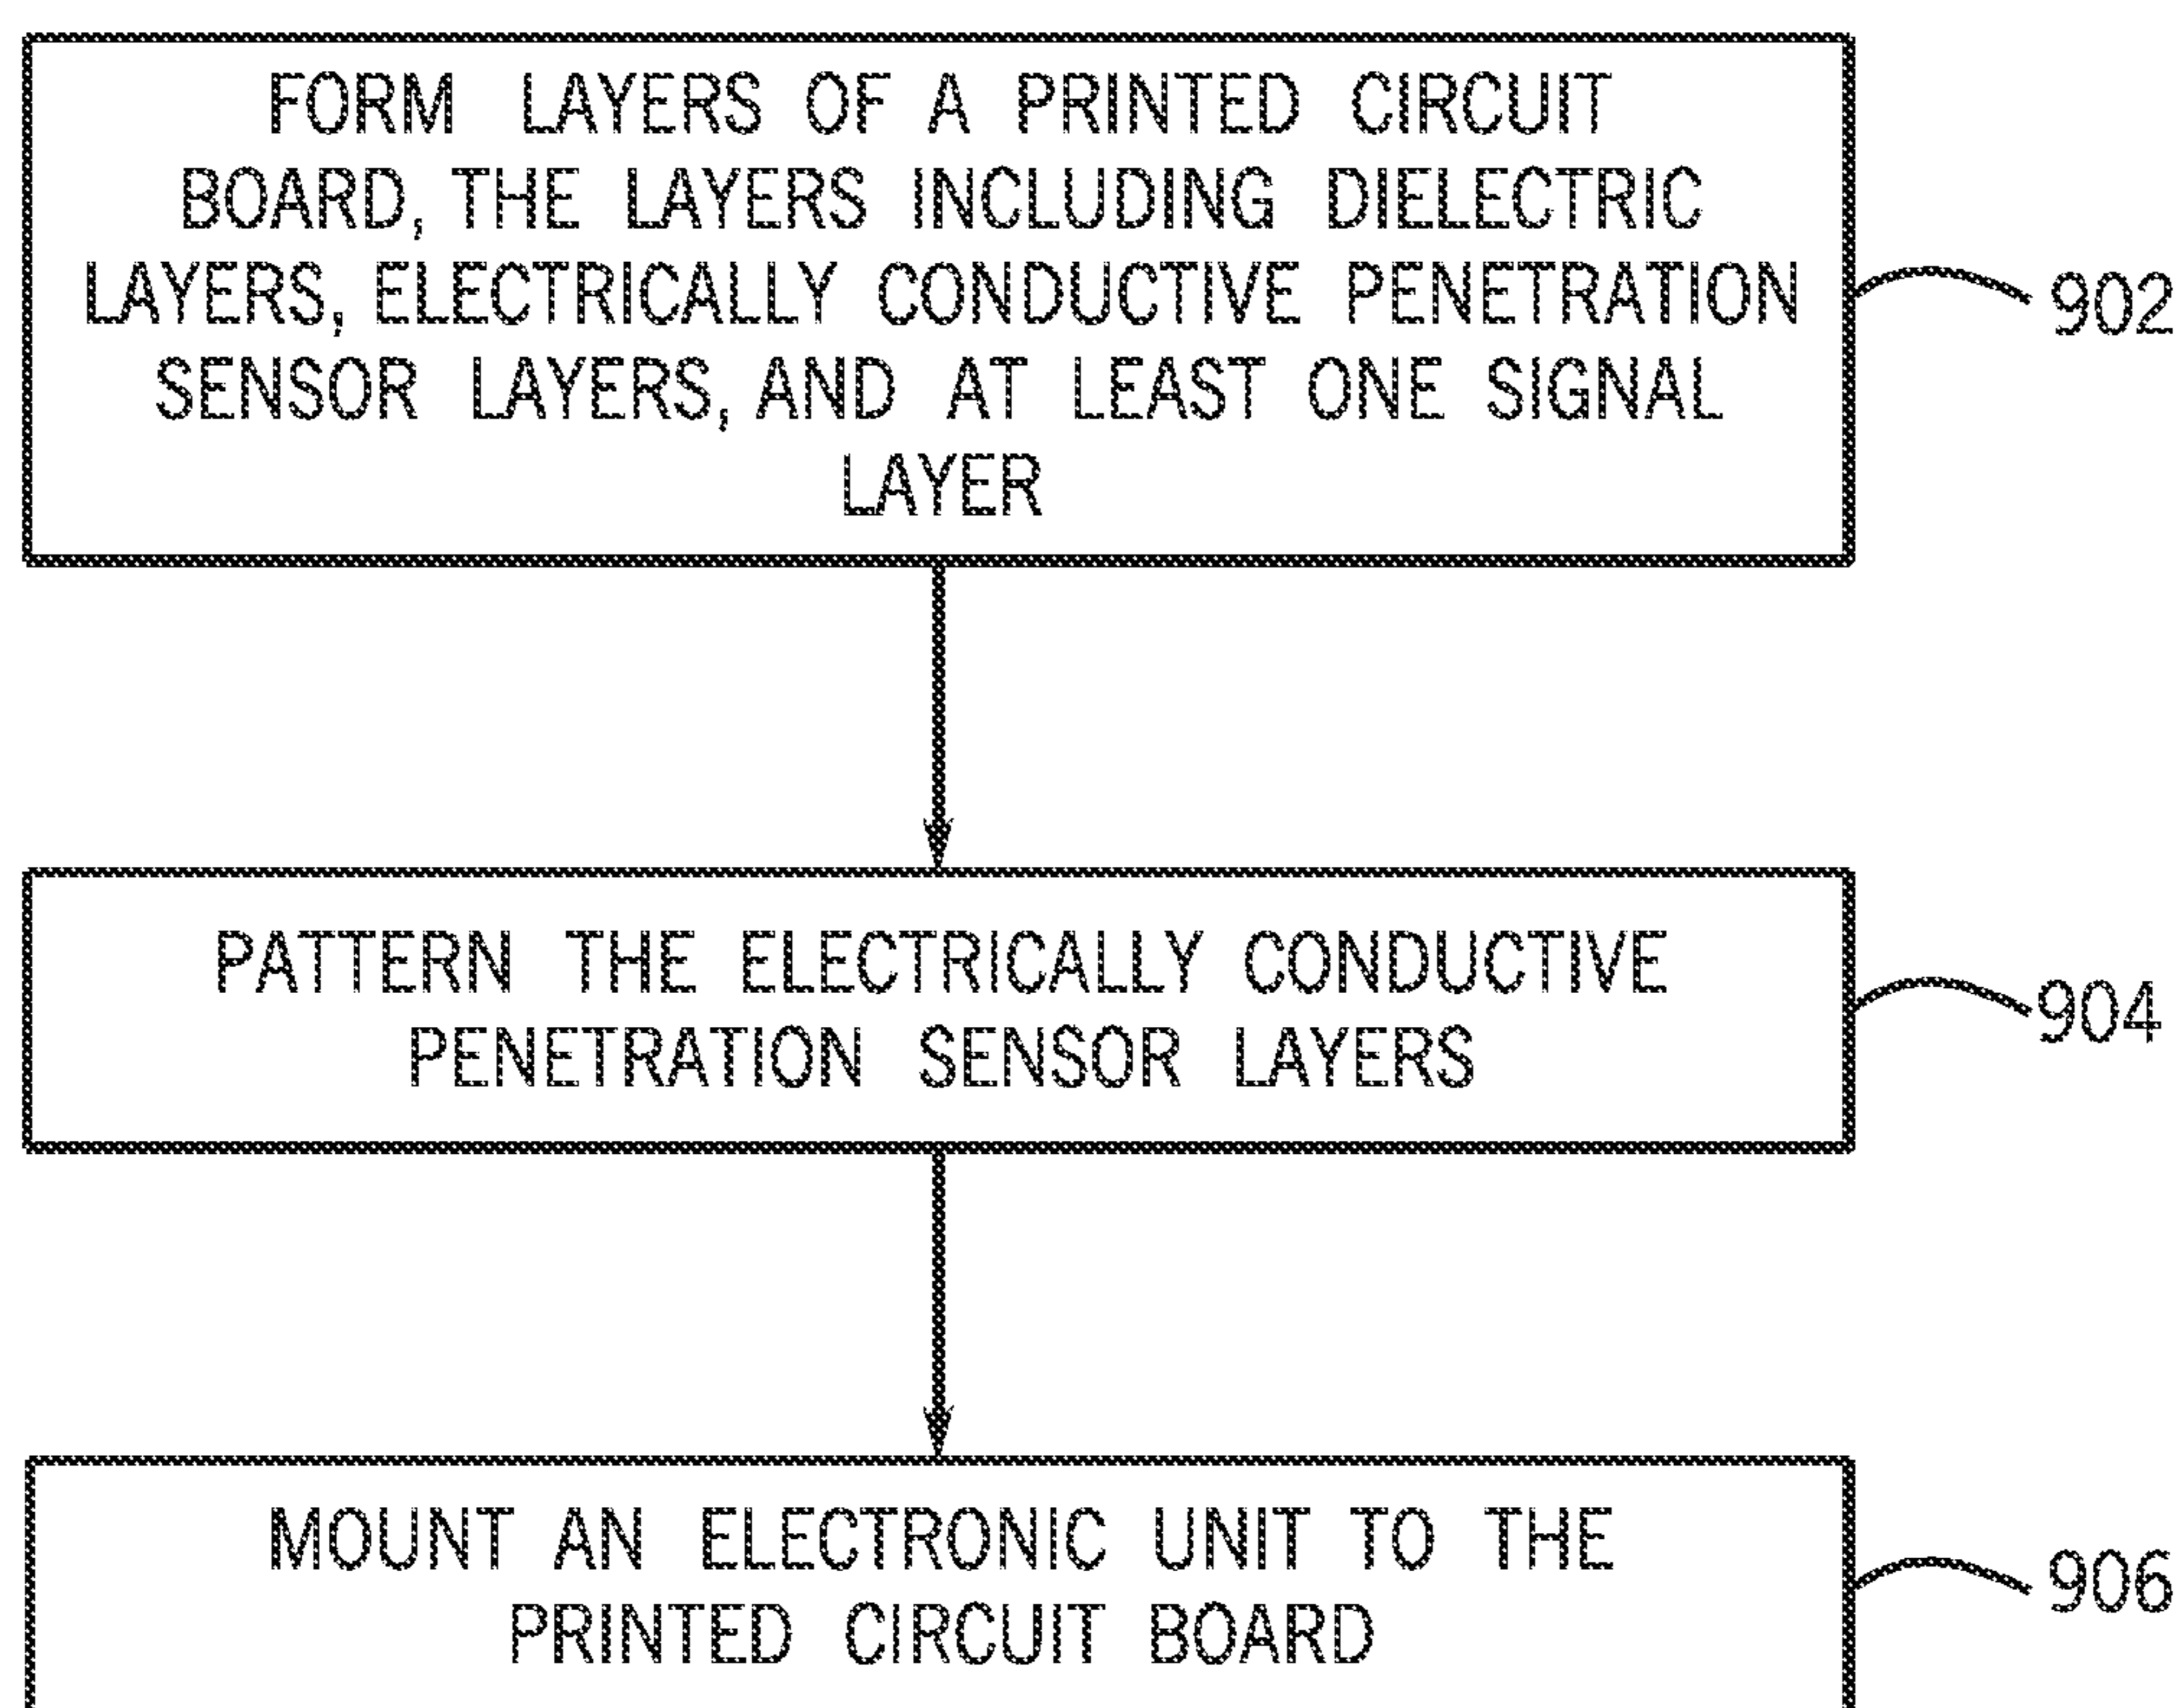 FORM LAYERS OF A PRINTED CIRCUIT
BOARD, THE LAYERS INCLUDING DIELECTRIC
LAYERS, ELECTRICALLY CONDUCTIVE PENETRATION
SENSOR LAYERS, AND AT LEAST ONE SIGNAL
LAYER
902
PATTERN THE ELECTRICALLY CONDUCTIVE
PENETRATION SENSOR LAYERS
904
MOUNT AN ELECTRONIC UNIT TO THE
PRINTED CIRCUIT BOARD
906